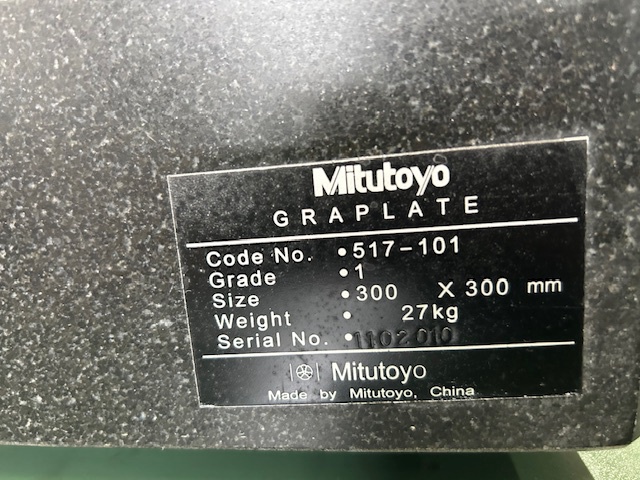 Mitutoyo
GRAPLATE
Code No. •517-101
Grade •1
Size •300 X 300 mm
Weight • 27kg
Serial No. •1102010
Mitutoyo
Made by Mitutoyo, China